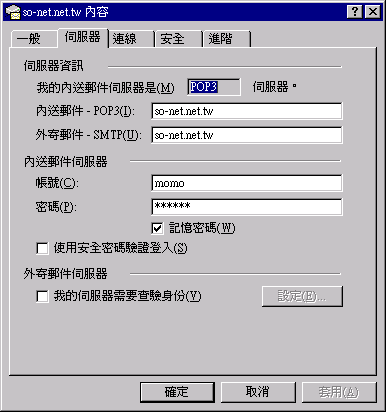 so-net.net.tw 內容
一般 伺服器 連線 安全 進階
伺服器資訊
我的內送郵件伺服器是(M) POP3 伺服器。
內送郵件 - POP3(I): so-net.net.tw
外寄郵件 - SMTP(U): so-net.net.tw
內送郵件伺服器
帳號(C): momo
密碼(P): ******
記憶密碼(W)
使用安全密碼驗證登入(S)
外寄郵件伺服器
我的伺服器需要查驗身份(V) 設定(E)...
確定 取消 套用(A)